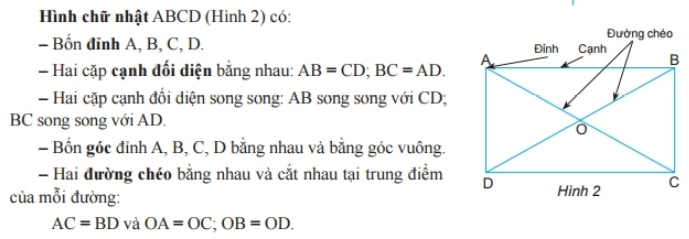 Hình chữ nhật ABCD (Hình 2) có:
– Bốn đỉnh A, B, C, D.
– Hai cặp cạnh đối diện bằng nhau: AB = CD; BC = AD.
– Hai cặp cạnh đối diện song song: AB song song với CD;
BC song song với AD.
– Bốn góc đỉnh A, B, C, D bằng nhau và bằng góc vuông.
– Hai đường chéo bằng nhau và cắt nhau tại trung điểm
của mỗi đường:
AC = BD và OA = OC; OB = OD.
Đường chéo
Đỉnh Cạnh
A B
O
D C
Hình 2